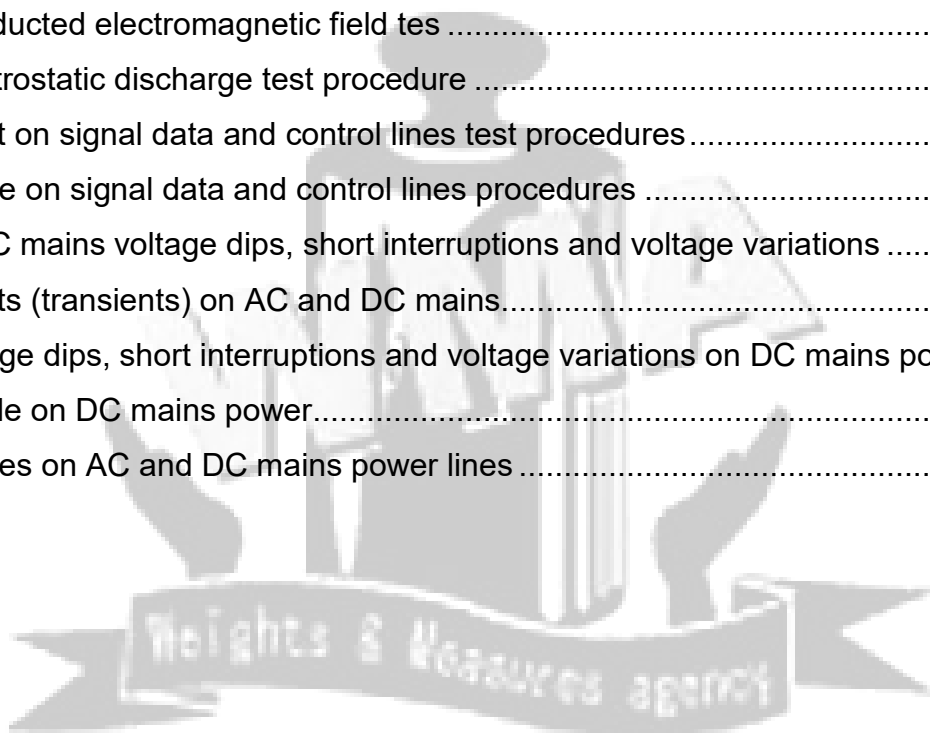 ducted electromagnetic field tes ........................................................
trostatic discharge test procedure .....................................................
t on signal data and control lines test procedures...........................
e on signal data and control lines procedures ................................
C mains voltage dips, short interruptions and voltage variations .....
ts (transients) on AC and DC mains................................................
ge dips, short interruptions and voltage variations on DC mains po
le on DC mains power.....................................................................
es on AC and DC mains power lines ..............................................
WMA
Weights & Measures agency